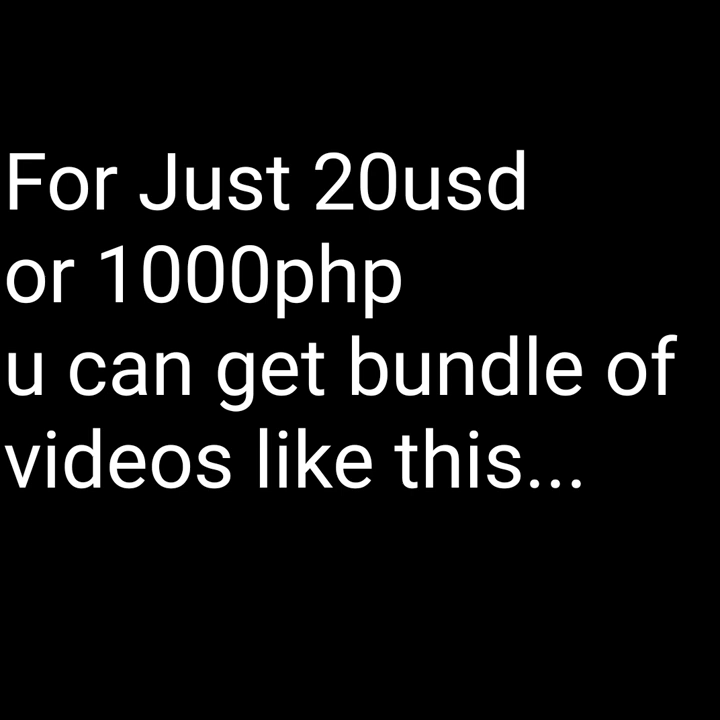 For Just 20usd
or 1000php
u can get bundle of
videos like this...